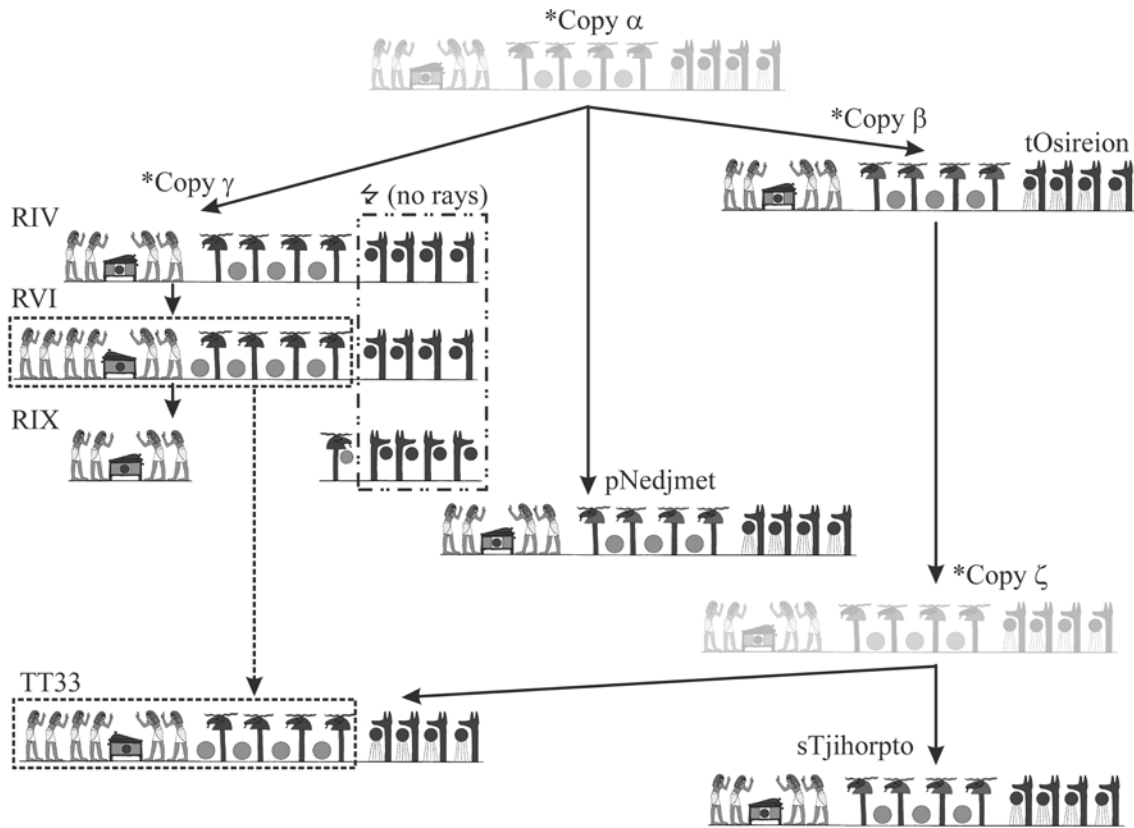 *Copy α
*Copy β
tOsireion
*Copy γ
(no rays)
RIV
RVI
RIX
pNedjmet
*Copy ζ
TT33
sTjihorpto